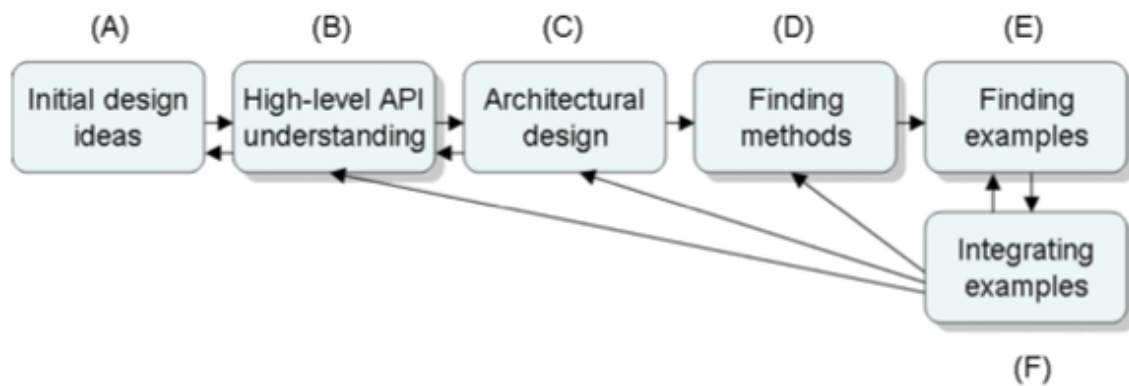 (A) (B) (C) (D) (E)
Initial design
ideas
High-level API
understanding
Architectural
design
Finding
methods
Finding
examples
Integrating
examples
(F)